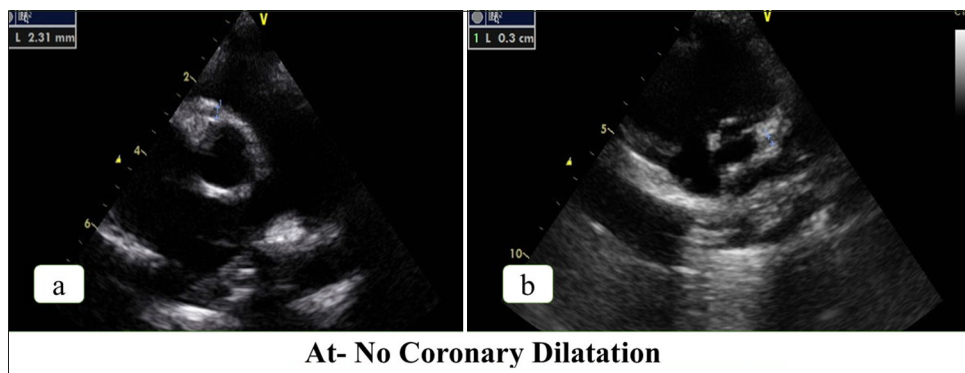 V
L 2.31 mm
2
4
6
a
V
1 L 0.3 cm
5
10
b
At- No Coronary Dilatation